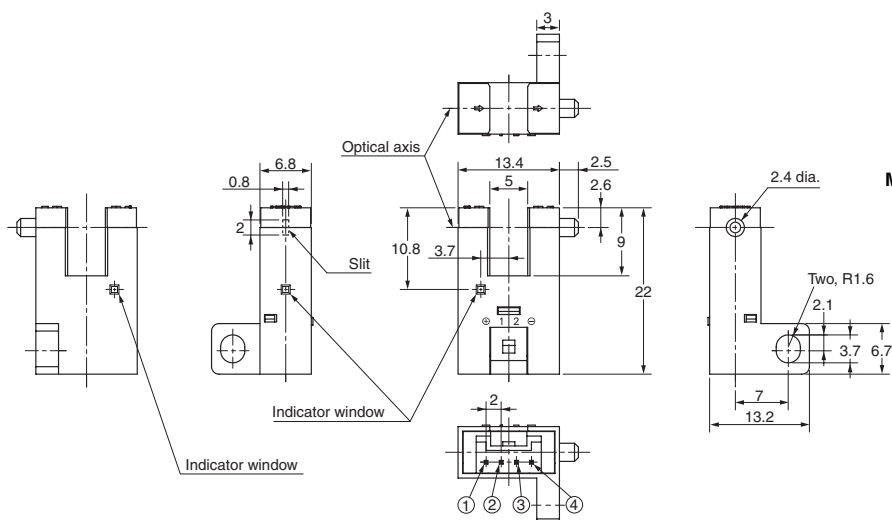 3
Optical axis
6.8
0.8
2
Slit
13.4
2.5
5
2.6
10.8
3.7
9
22
⊕ 1 2 ⊖
2.4 dia.
M
Two, R1.6
2.1
3.7
6.7
7
13.2
Indicator window
Indicator window
2
① ② ③ ④